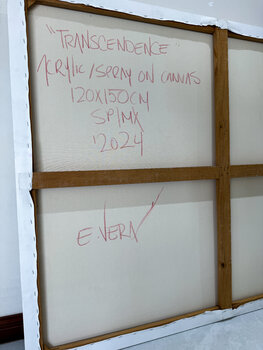 "TRANSCENDENCE"
ACRYLIC/SPRAY ON CANVAS
120X150CM
SP/MX
'2024
E.VERA